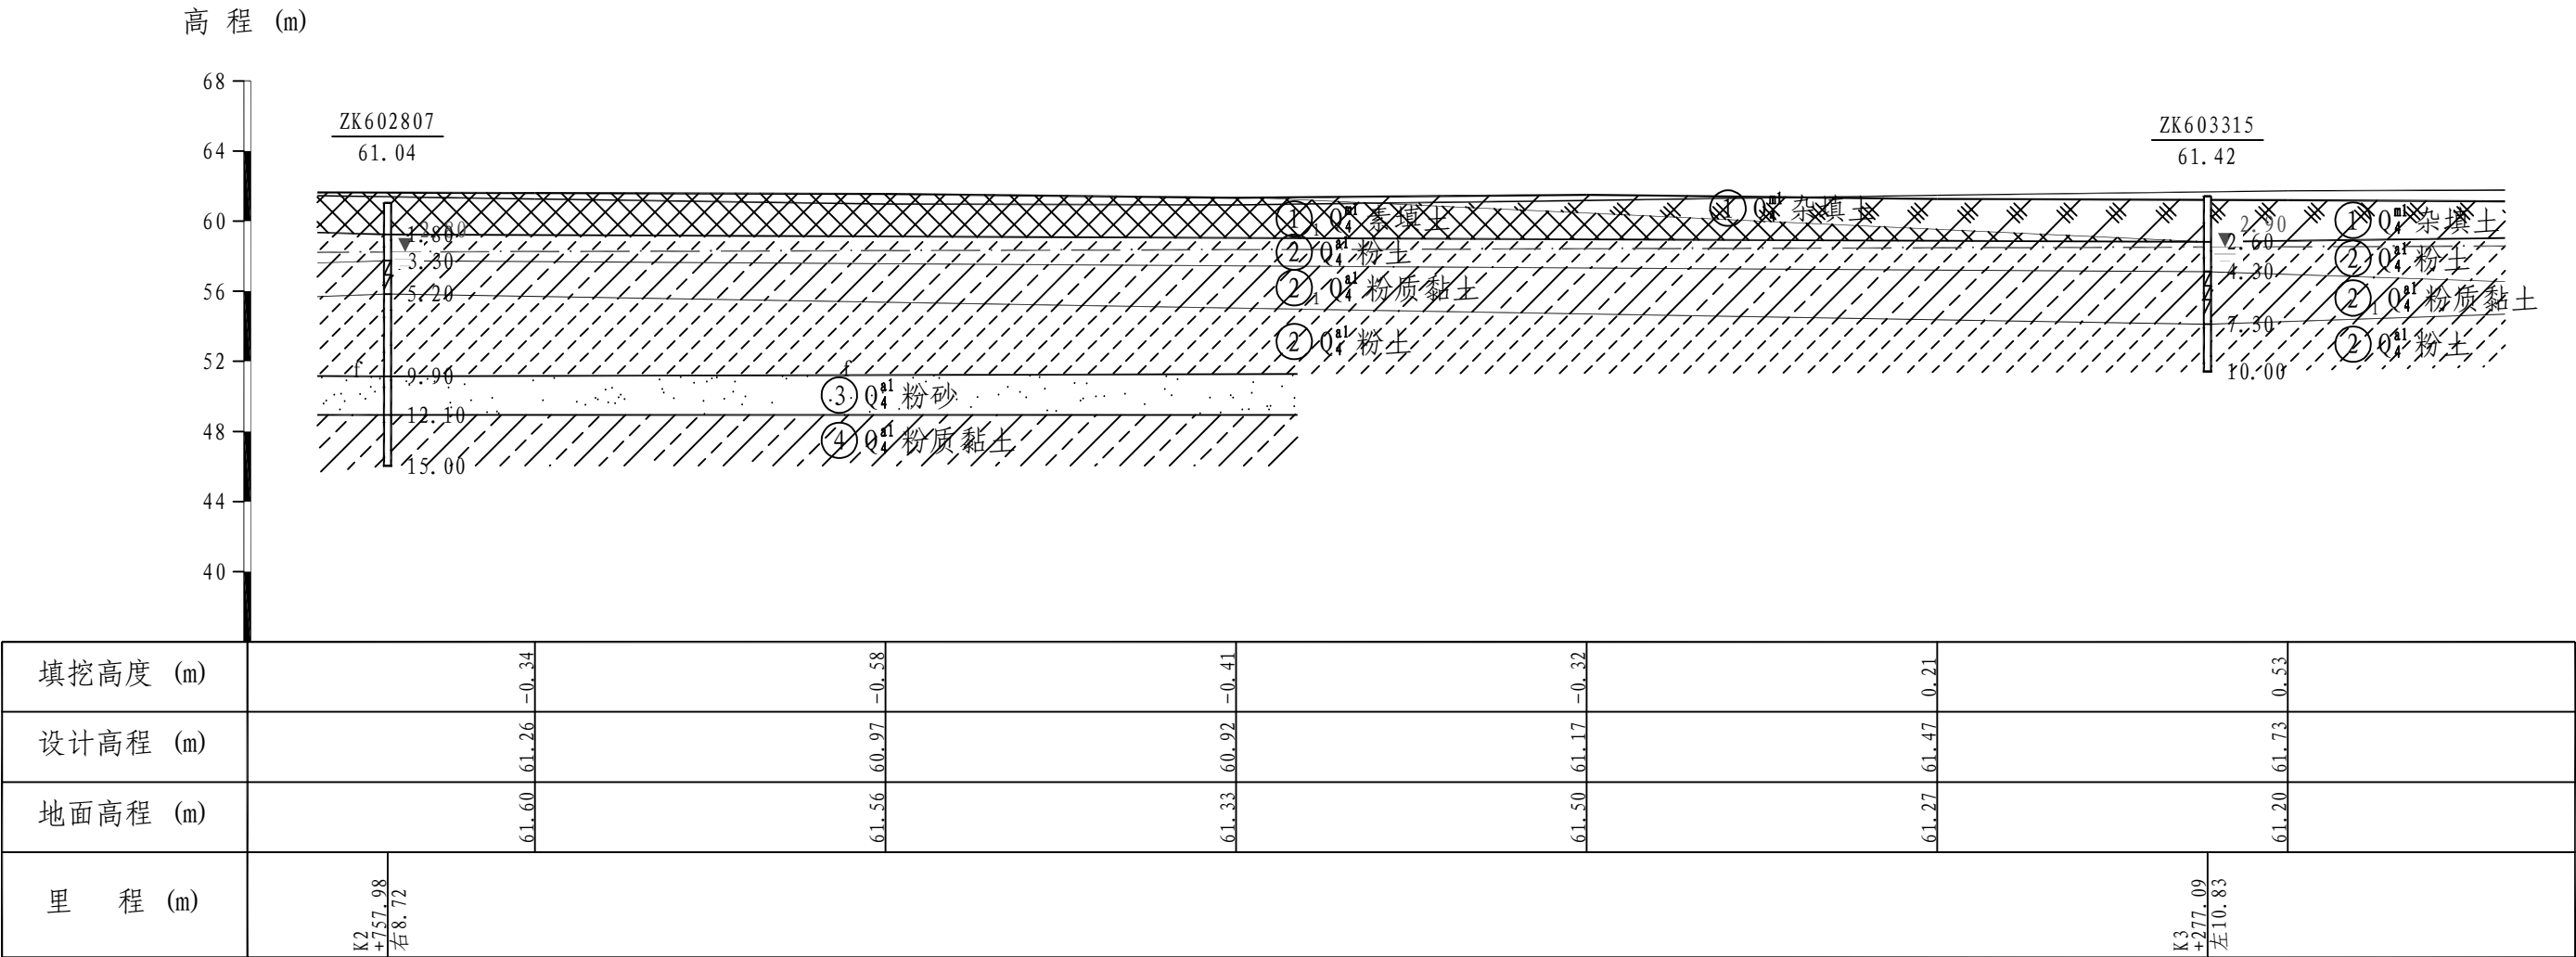 高 程 (m)
68
64
60
56
52
48
44
40
ZK602807
61.04
1.80
3.30
5.20
9.90
12.10
15.00
f
f
①₁ Q₄ᵐˡ 素填土
② Q₄ᵃˡ 粉土
②₁ Q₄ᵃˡ 粉质黏土
② Q₄ᵃˡ 粉土
③ Q₄ᵃˡ 粉砂
④ Q₄ᵃˡ 粉质黏土
① Q₄ᵐˡ 杂填土
ZK603315
61.42
2.90
2.60
4.30
7.30
10.00
① Q₄ᵐˡ 杂填土
② Q₄ᵃˡ 粉土
②₁ Q₄ᵃˡ 粉质黏土
② Q₄ᵃˡ 粉土
填挖高度 (m) -0.34 -0.58 -0.41 -0.32 0.21 0.53
设计高程 (m) 61.26 60.97 60.92 61.17 61.47 61.73
地面高程 (m) 61.60 61.56 61.33 61.50 61.27 61.20
里 程 (m)
K2
+757.98
右8.72
K3
+277.09
左10.83